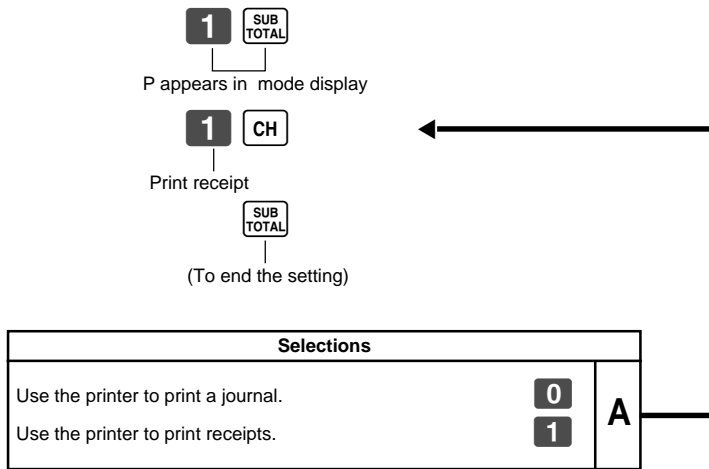 1 SUB TOTAL
P appears in mode display
1 CH
Print receipt
SUB TOTAL
(To end the setting)
Selections
Use the printer to print a journal. 0
Use the printer to print receipts. 1
A